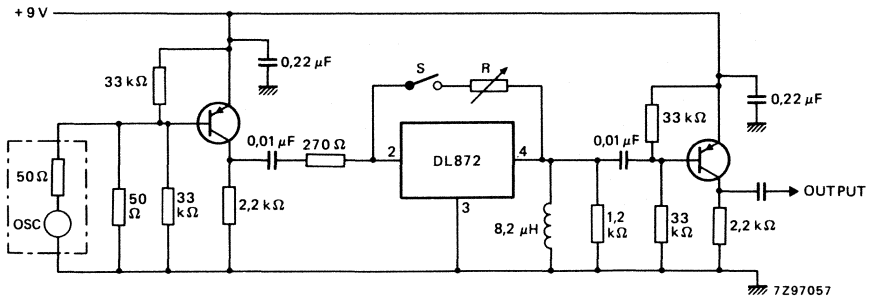 +9V
0,22 µF
33 kΩ
S
R
0,22 µF
33 kΩ
0,01 µF
270 Ω
2
DL872
4
0,01 µF
50 Ω
OSC
50
Ω
33
kΩ
2,2 kΩ
3
8,2 µH
1,2
kΩ
33
kΩ
2,2 kΩ
OUTPUT
7Z97057